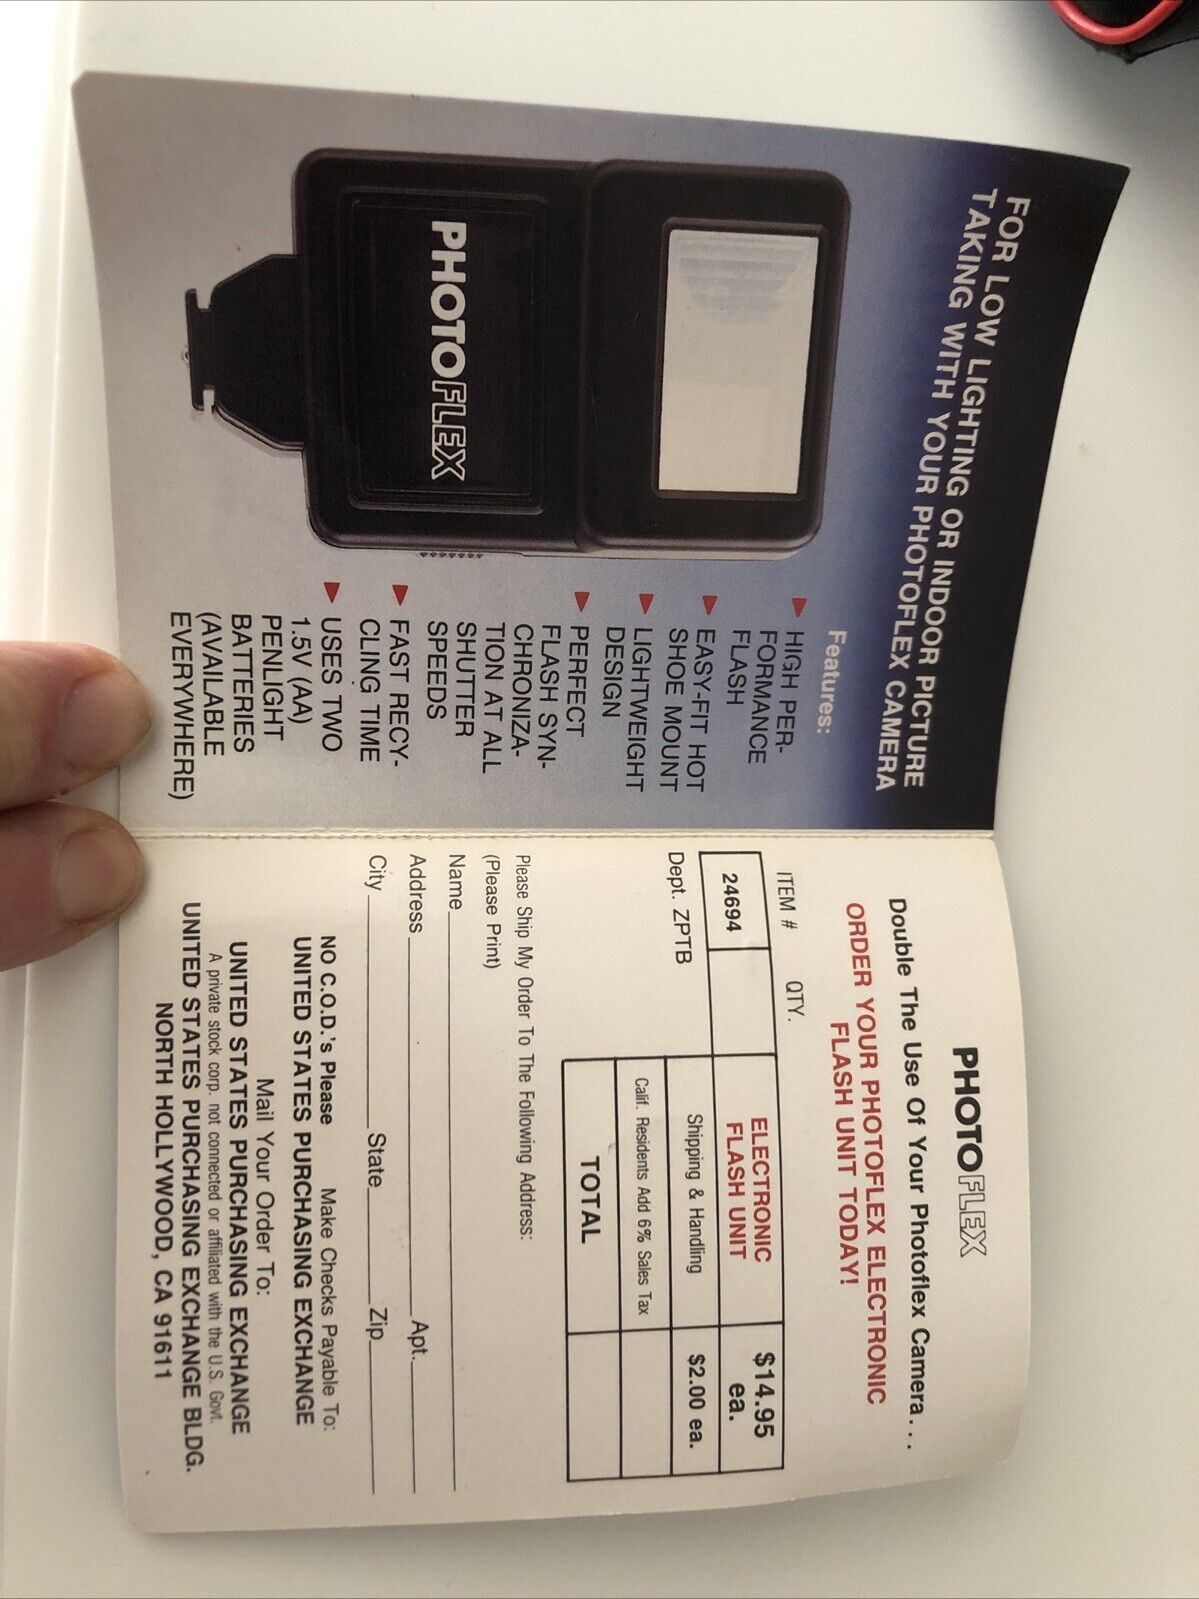 FOR LOW LIGHTING OR INDOOR PICTURE
TAKING WITH YOUR PHOTOFLEX CAMERA
PHOTOFLEX
Features:
HIGH PER-
FORMANCE
FLASH
EASY-FIT HOT
SHOE MOUNT
LIGHTWEIGHT
DESIGN
PERFECT
FLASH SYN-
CHRONIZA-
TION AT ALL
SHUTTER
SPEEDS
FAST RECY-
CLING TIME
USES TWO
1.5V (AA)
PENLIGHT
BATTERIES
(AVAILABLE
EVERYWHERE)
PHOTOFLEX
Double The Use Of Your Photoflex Camera...
ORDER YOUR PHOTOFLEX ELECTRONIC
FLASH UNIT TODAY!
ITEM # QTY.
24694 ELECTRONIC FLASH UNIT $14.95 ea.
Dept. ZPTB Shipping & Handling $2.00 ea.
Calif. Residents Add 6% Sales Tax
TOTAL
Please Ship My Order To The Following Address:
(Please Print)
Name
Address Apt.
City State Zip
NO C.O.D.'s Please Make Checks Payable To:
UNITED STATES PURCHASING EXCHANGE
Mail Your Order To:
UNITED STATES PURCHASING EXCHANGE
A private stock corp. not connected or affiliated with the U.S. Govt.
UNITED STATES PURCHASING EXCHANGE BLDG.
NORTH HOLLYWOOD, CA 91611